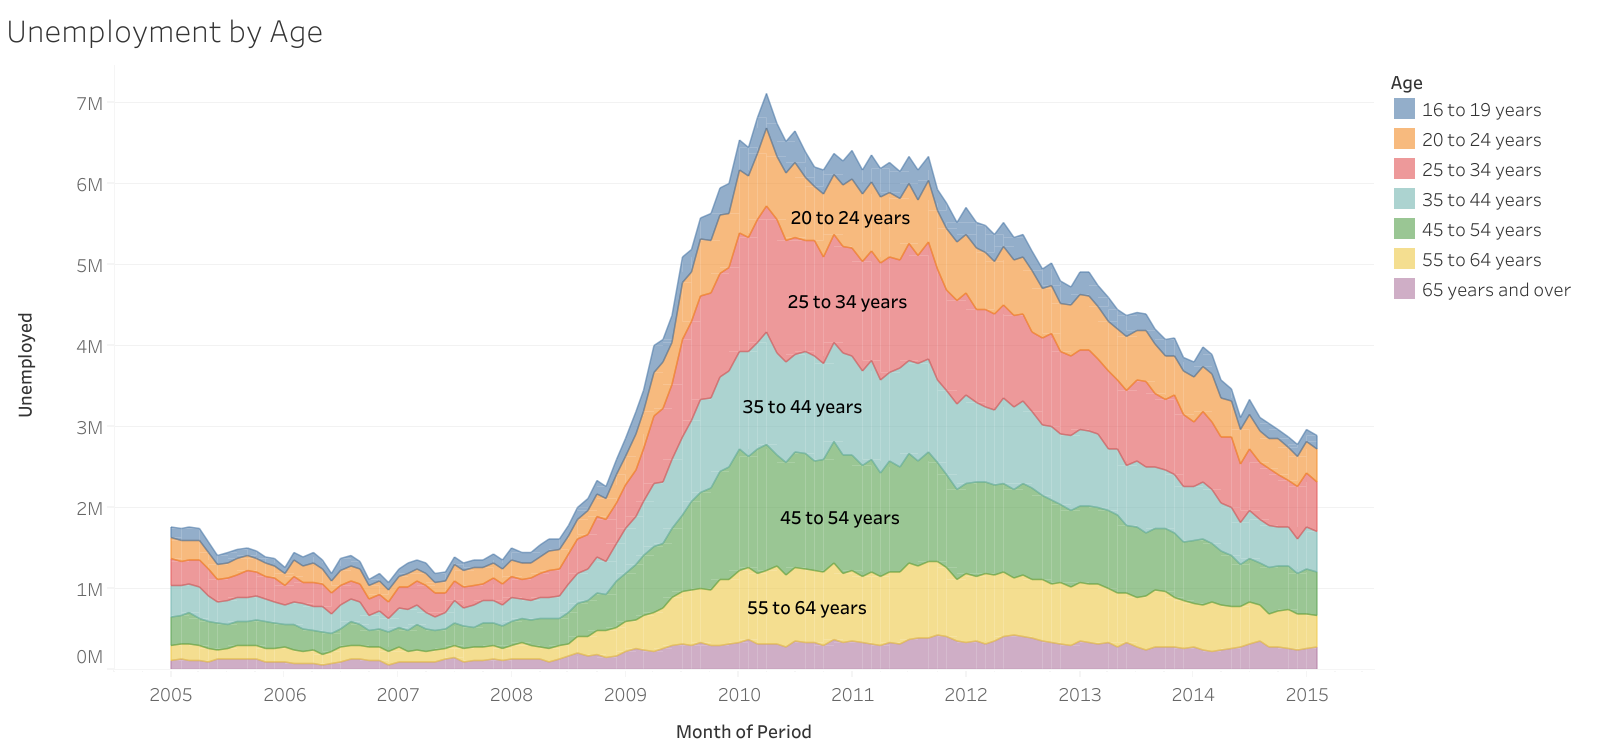 Unemployment by Age
Age
16 to 19 years
20 to 24 years
25 to 34 years
35 to 44 years
45 to 54 years
55 to 64 years
65 years and over
Unemployed
7M
6M
5M
4M
3M
2M
1M
0M
20 to 24 years
25 to 34 years
35 to 44 years
45 to 54 years
55 to 64 years
2005 2006 2007 2008 2009 2010 2011 2012 2013 2014 2015
Month of Period